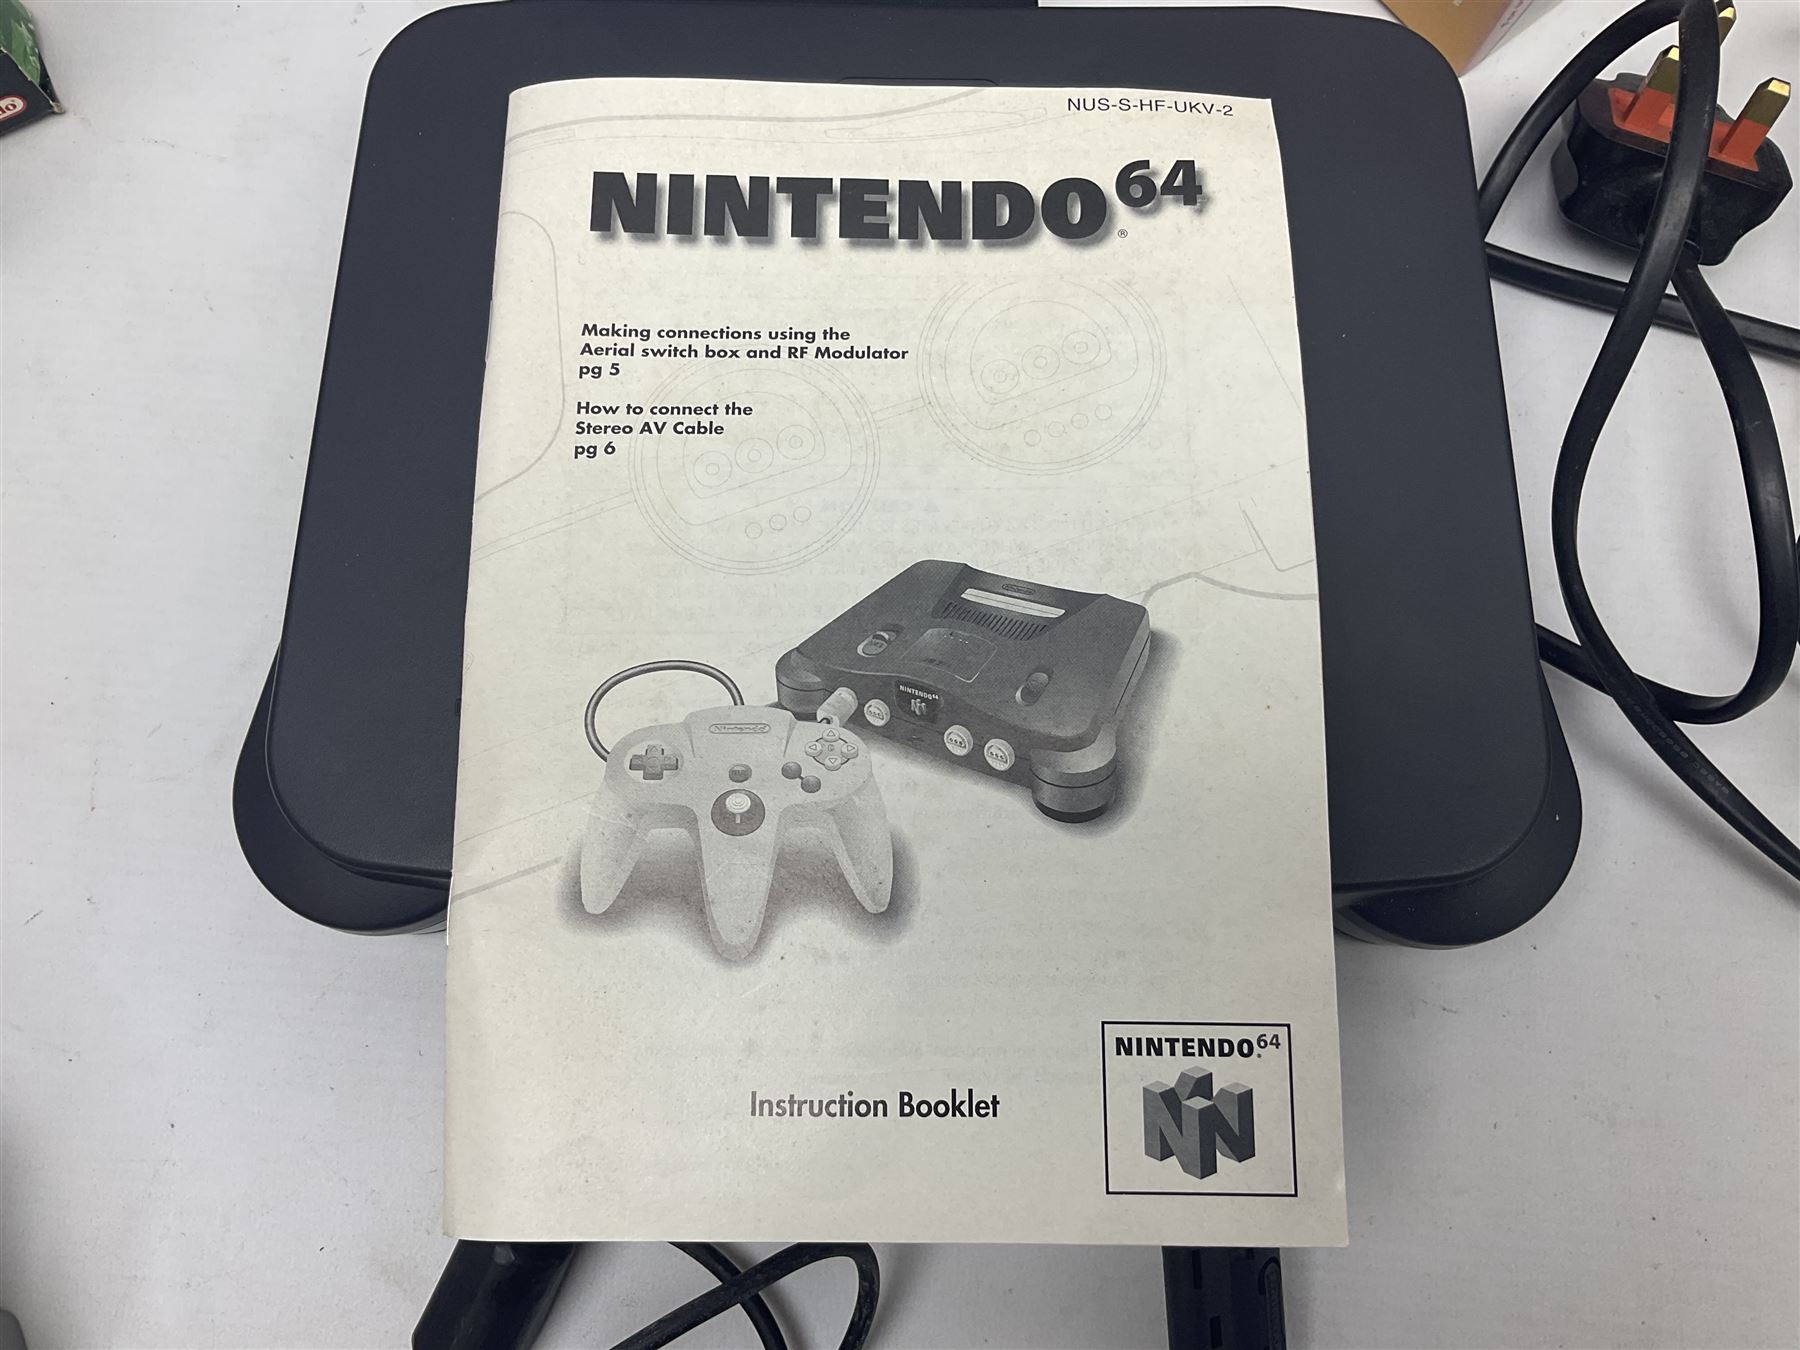 NUS-S-HF-UKV-2
NINTENDO64
®
Making connections using the
Aerial switch box and RF Modulator
pg 5
How to connect the
Stereo AV Cable
pg 6
NINTENDO64
Nintendo
Instruction Booklet
NINTENDO64